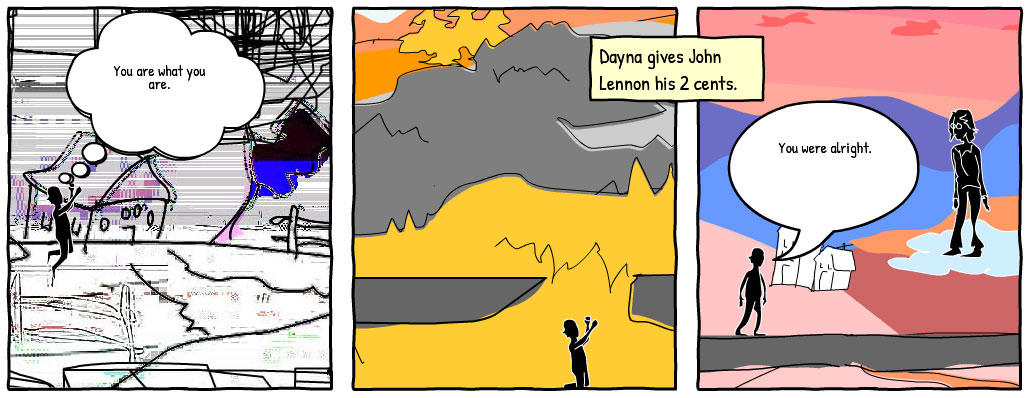 You are what you
are.
Dayna gives John
Lennon his 2 cents.
You were alright.